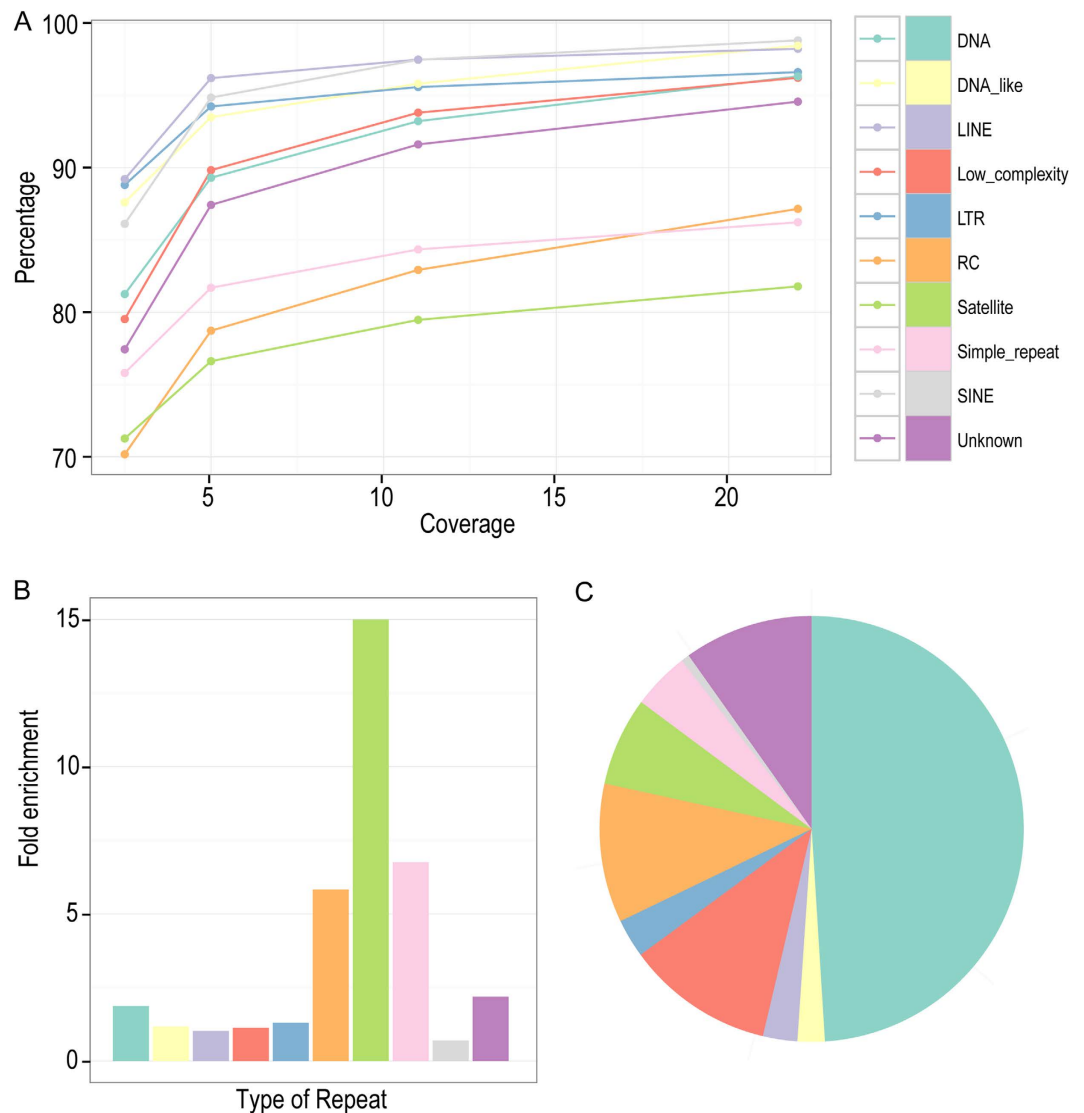 A
100
90
80
70
Percentage
5
10
15
20
Coverage
DNA
DNA_like
LINE
Low_complexity
LTR
RC
Satellite
Simple_repeat
SINE
Unknown
B
15
10
5
0
Fold enrichment
Type of Repeat
C